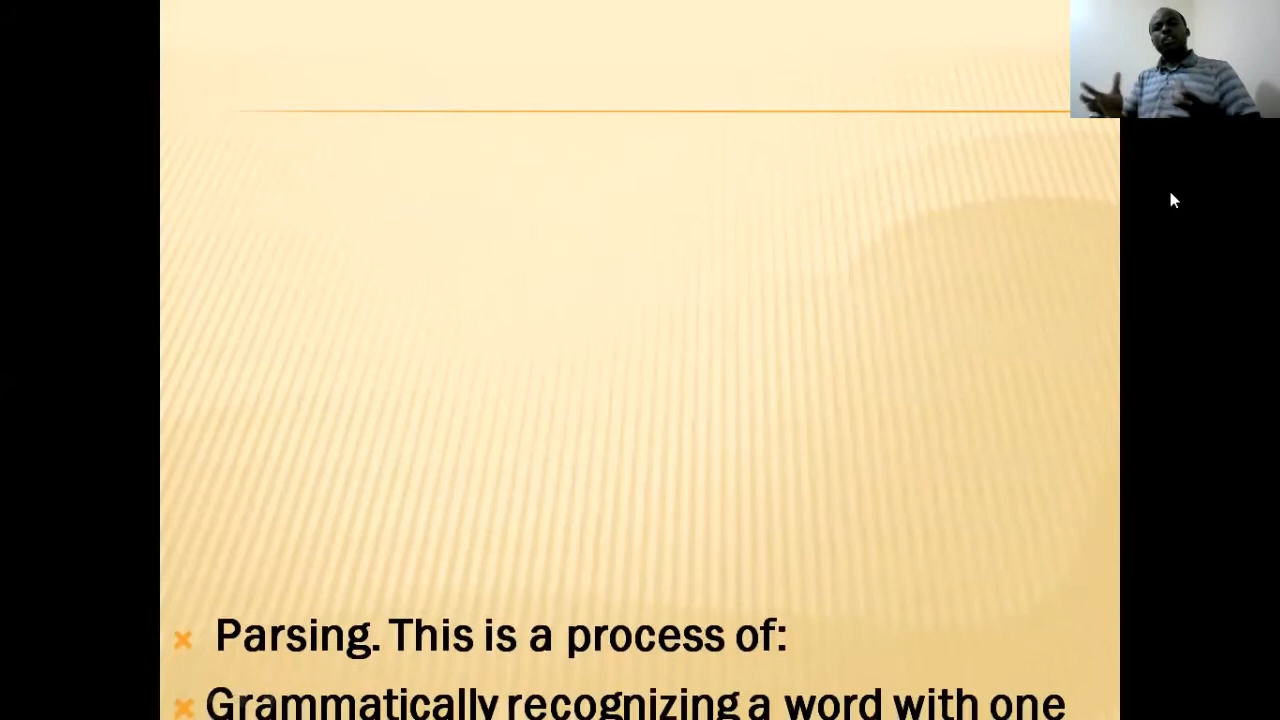 Parsing. This is a process of:
Grammatically recognizing a word with one